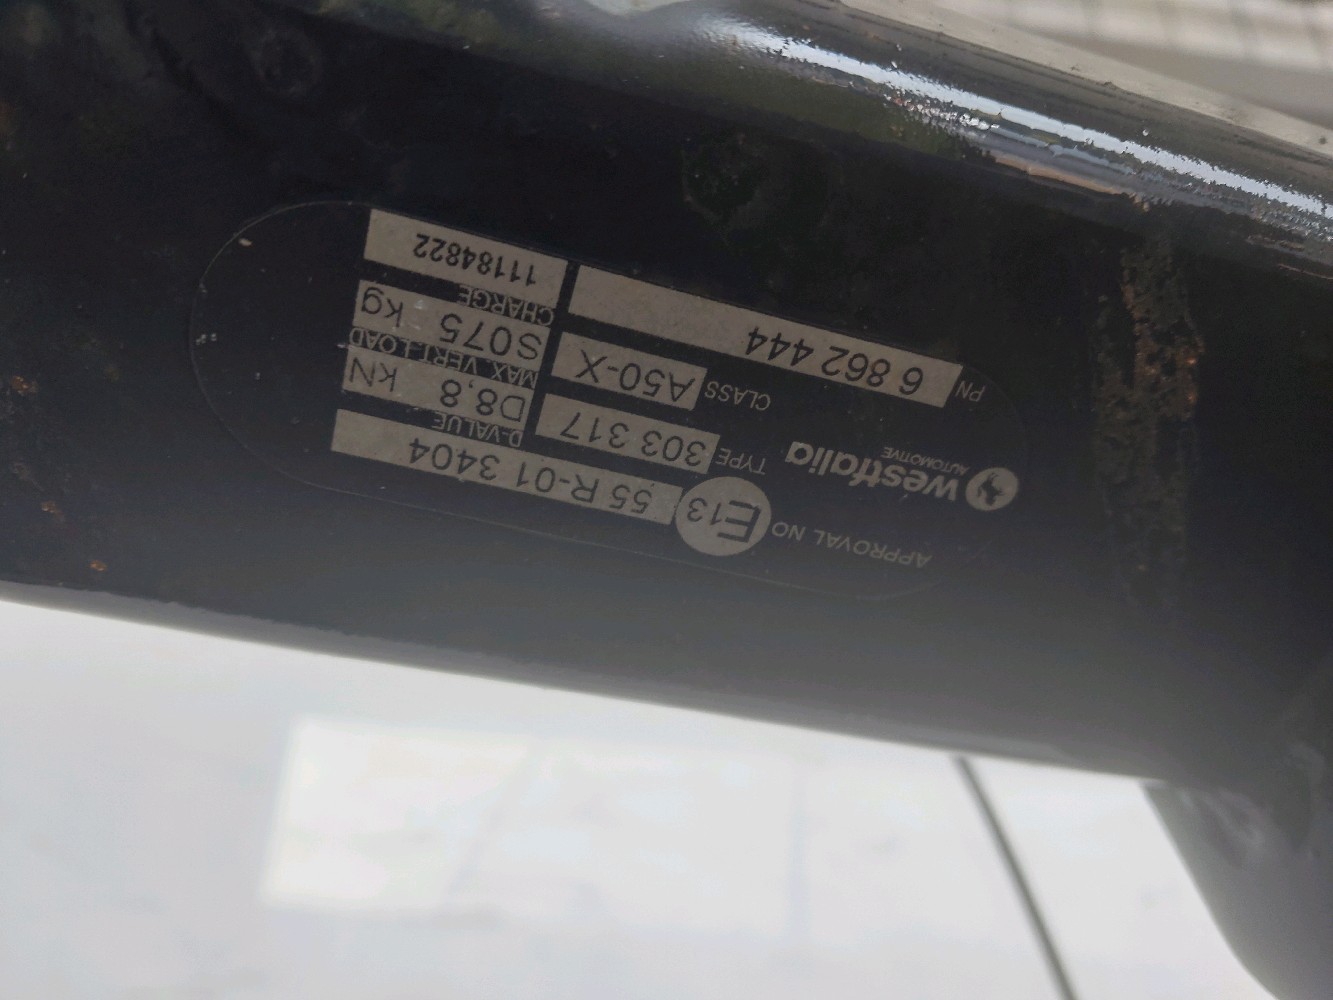 APPROVAL NO E13 55 R-01 3404
westfalia
AUTOMOTIVE
TYPE 303 317
D-VALUE
D8,8 kN
CLASS A50-X
MAX VERT.-LOAD
S075 kg
PN 6 862 444
CHARGE
11184822